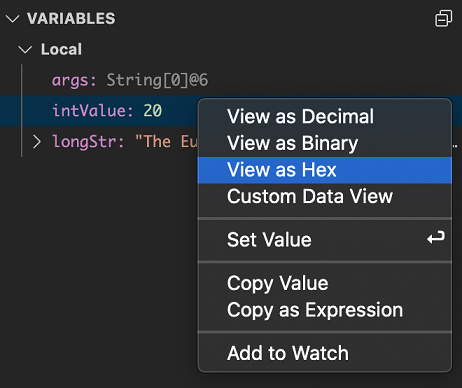 VARIABLES
Local
args: String[0]@6
intValue: 20
longStr: "The Eu
View as Decimal
View as Binary
View as Hex
Custom Data View
Set Value
Copy Value
Copy as Expression
Add to Watch